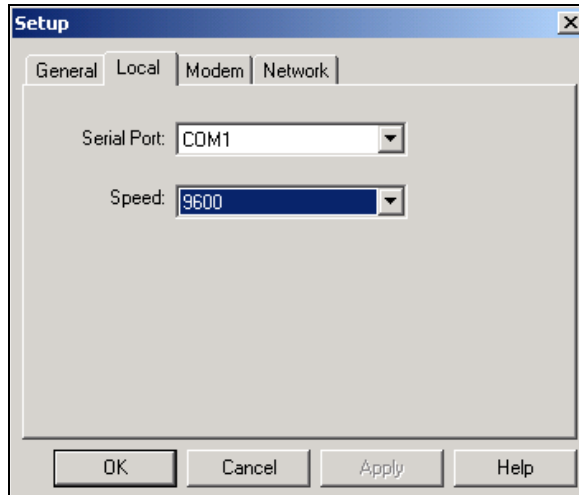 Setup
General Local Modem Network
Serial Port: COM1
Speed: 9600
OK Cancel Apply Help